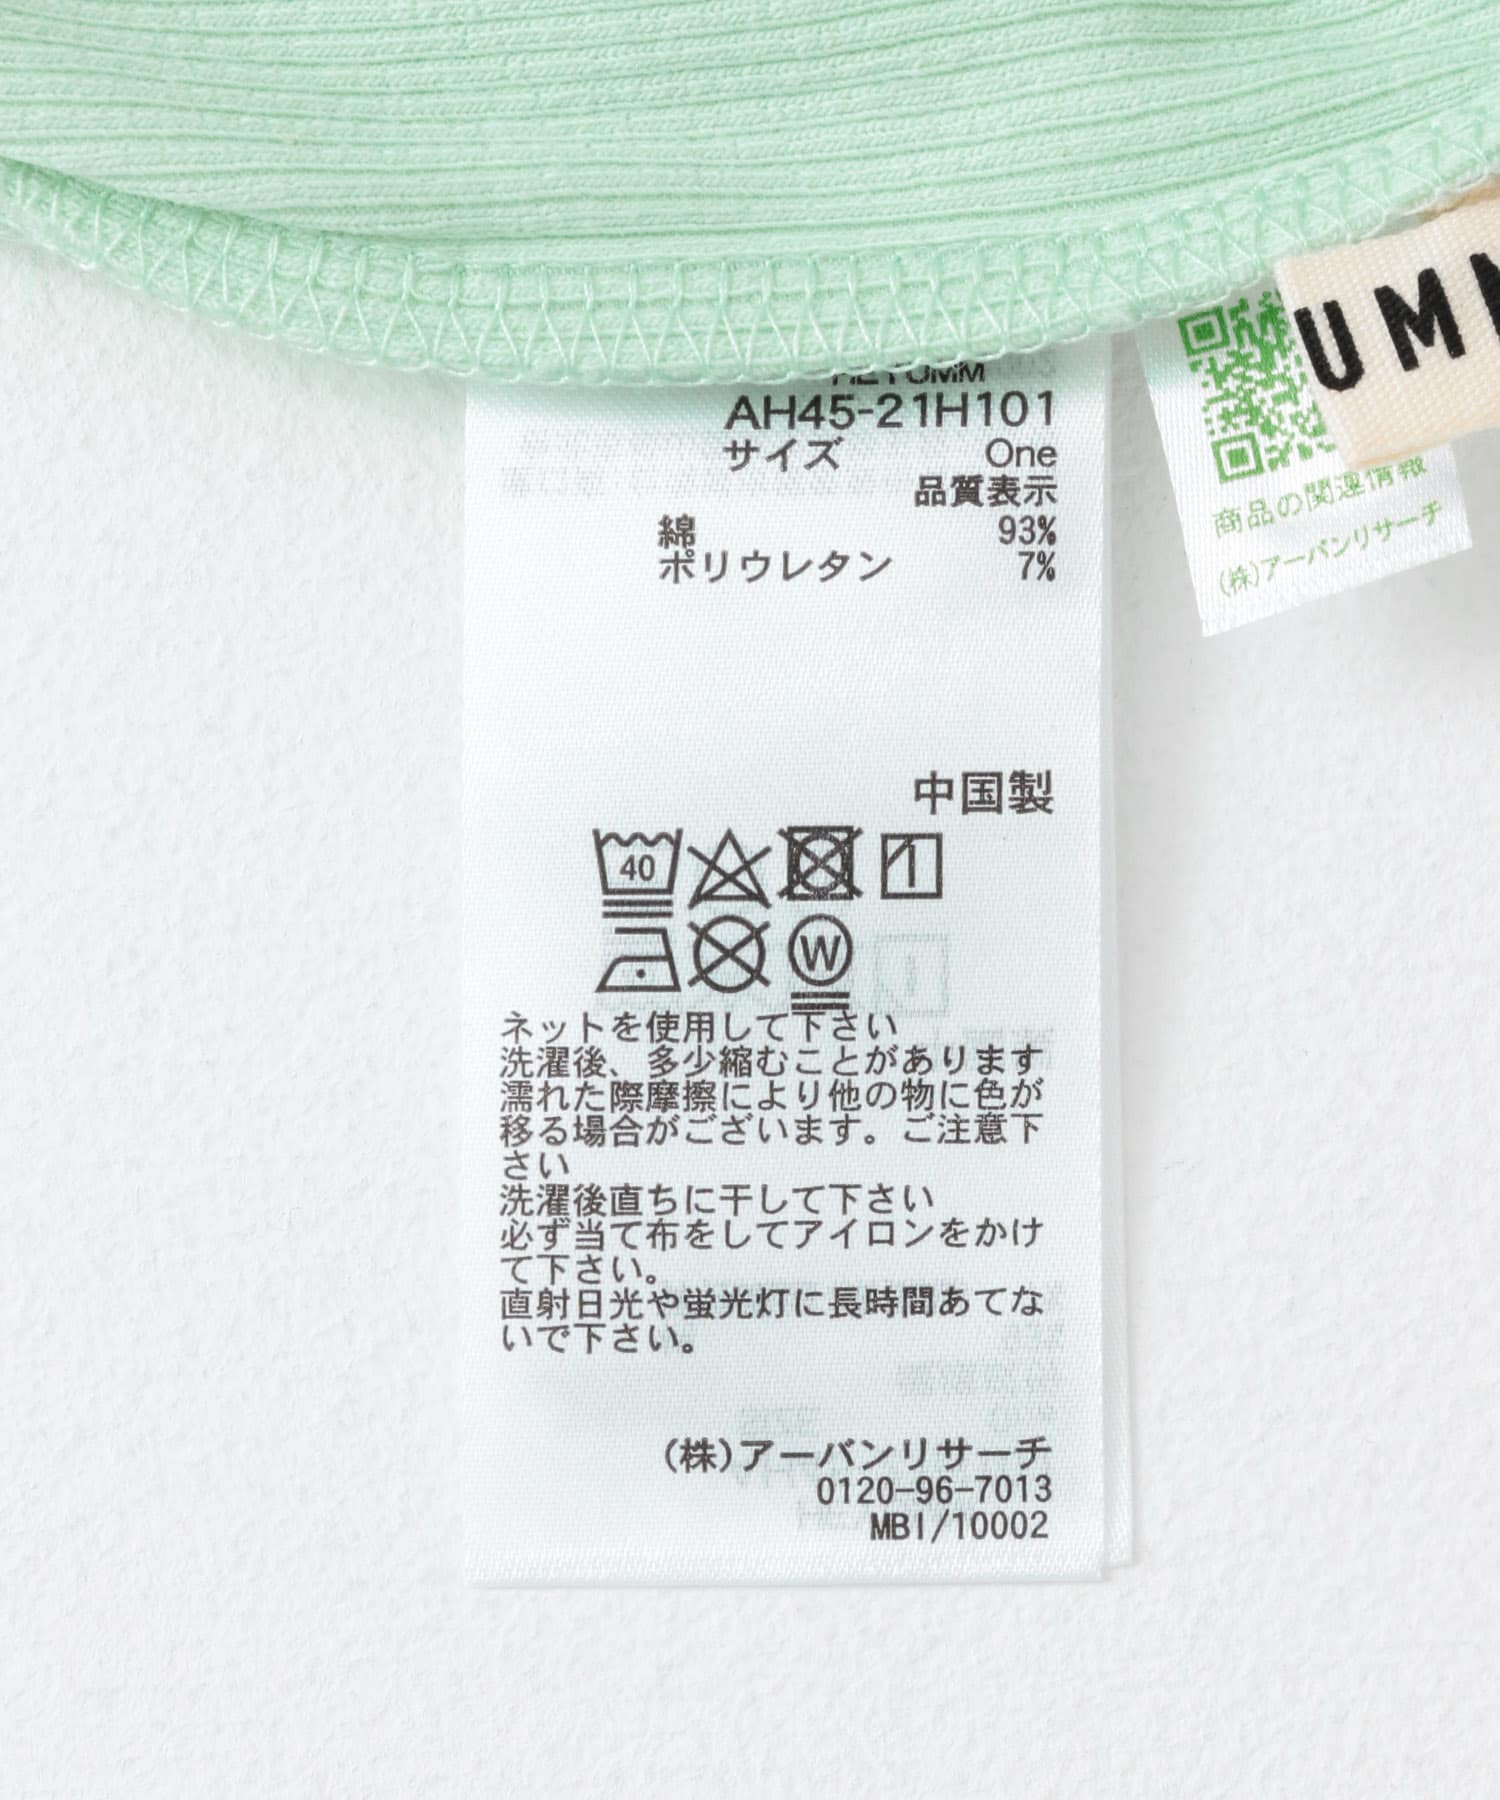 AH45-21H101
サイズ One
品質表示
綿 93%
ポリウレタン 7%
中国製
40
W
ネットを使用して下さい
洗濯後、多少縮むことがあります
濡れた際摩擦により他の物に色が
移る場合がございます。ご注意下
さい
洗濯後直ちに干して下さい
必ず当て布をしてアイロンをかけ
て下さい。
直射日光や蛍光灯に長時間あてな
いで下さい。
(株)アーバンリサーチ
0120-96-7013
MBI/10002
商品の関連情報
(株)アーバンリサーチ
UM